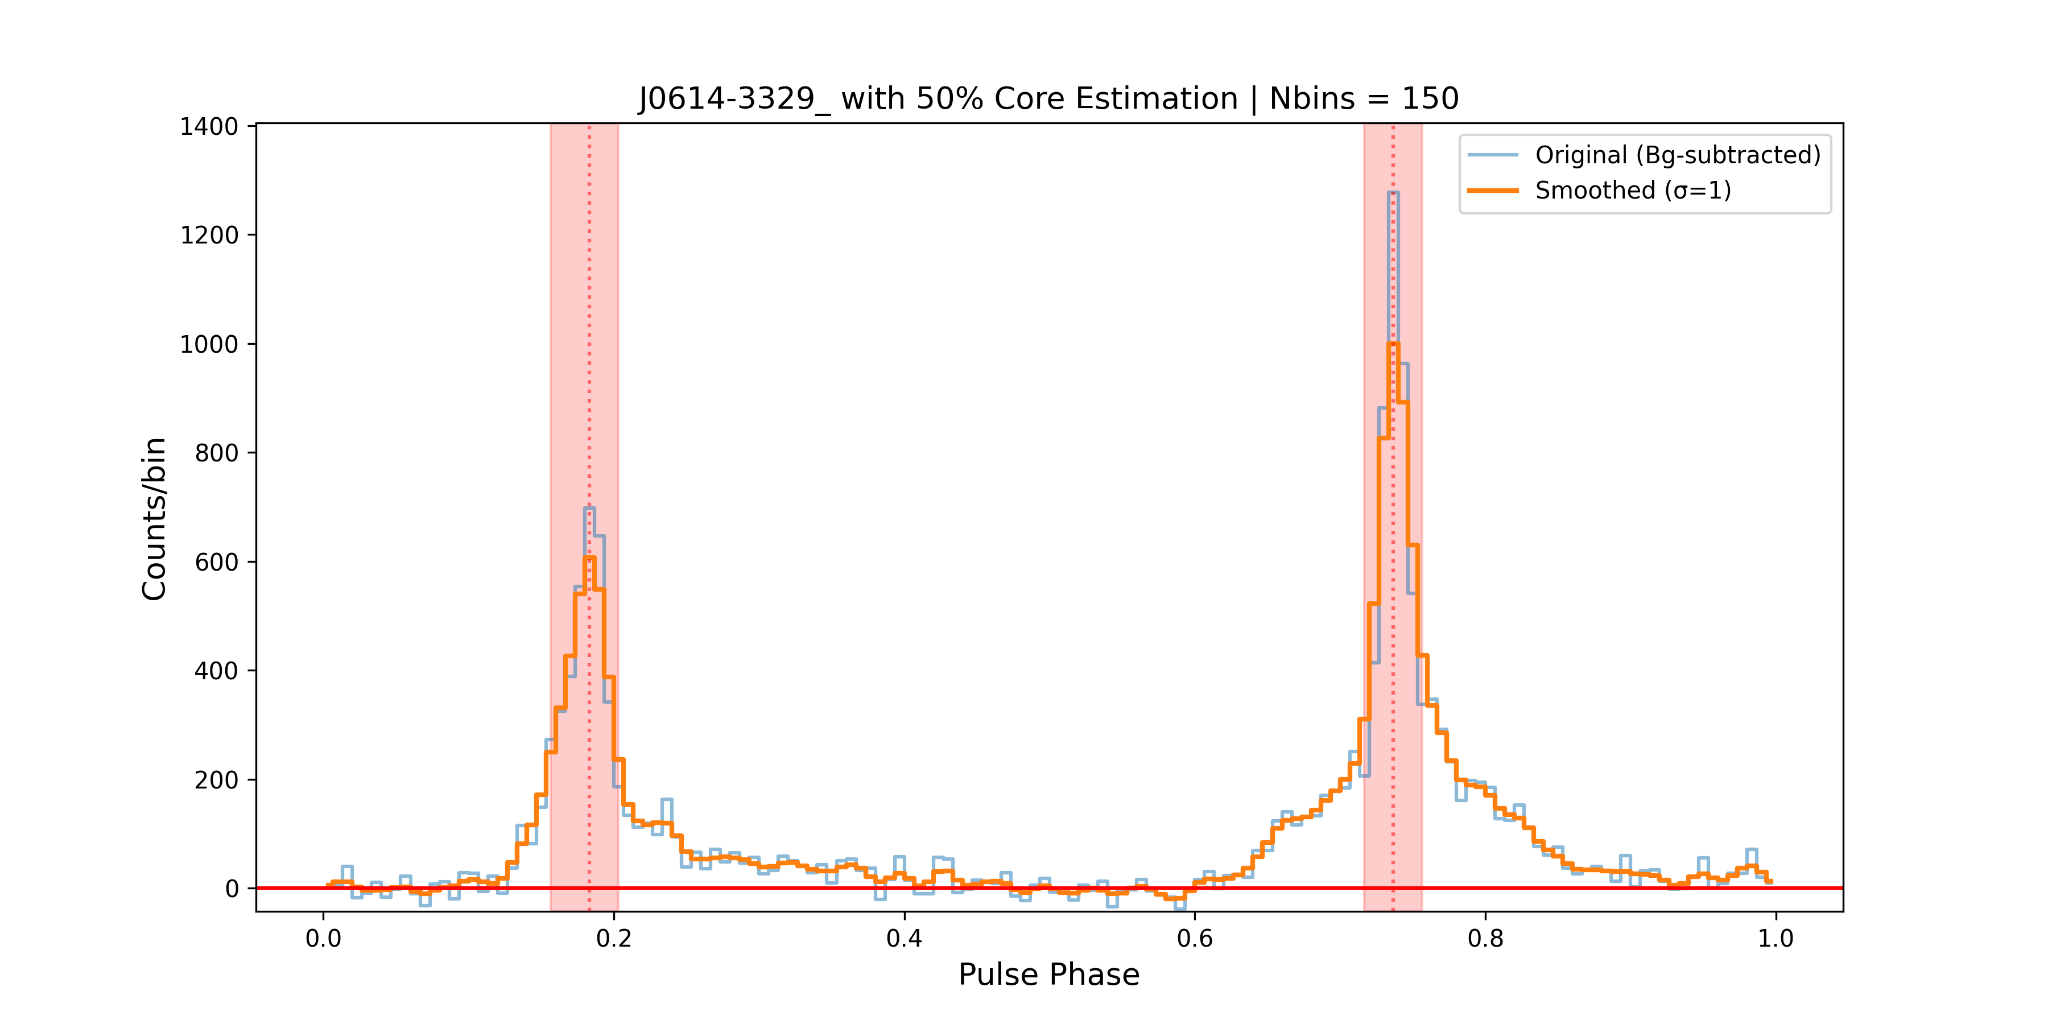 J0614-3329_ with 50% Core Estimation | Nbins = 150
Original (Bg-subtracted)
Smoothed (σ=1)
Counts/bin
1400
1200
1000
800
600
400
200
0
0.0 0.2 0.4 0.6 0.8 1.0
Pulse Phase